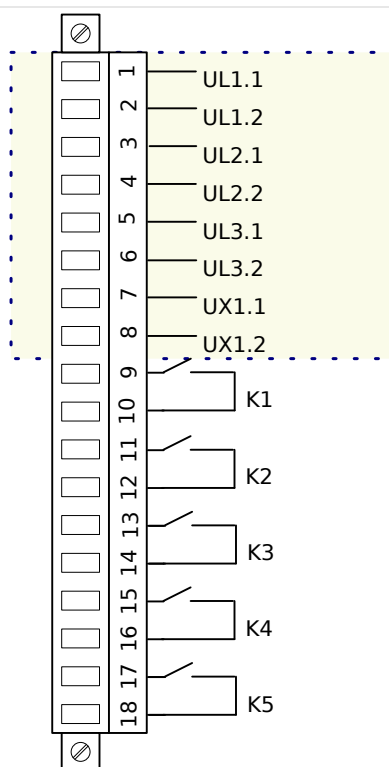 1 UL1.1
2 UL1.2
3 UL2.1
4 UL2.2
5 UL3.1
6 UL3.2
7 UX1.1
8 UX1.2
9
10 K1
11
12 K2
13
14 K3
15
16 K4
17
18 K5